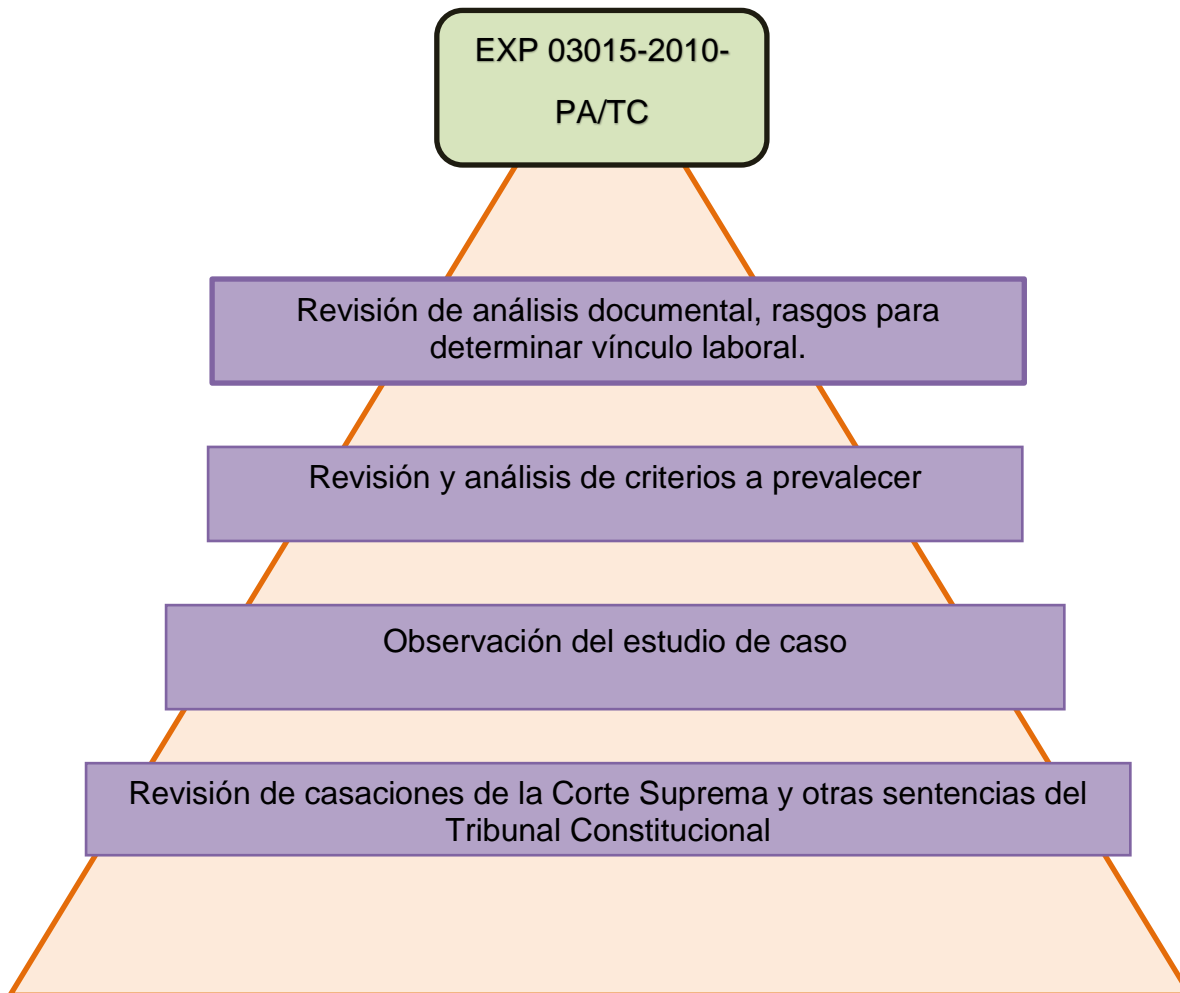 EXP 03015-2010-
PA/TC
Revisión de análisis documental, rasgos para
determinar vínculo laboral.
Revisión y análisis de criterios a prevalecer
Observación del estudio de caso
Revisión de casaciones de la Corte Suprema y otras sentencias del
Tribunal Constitucional